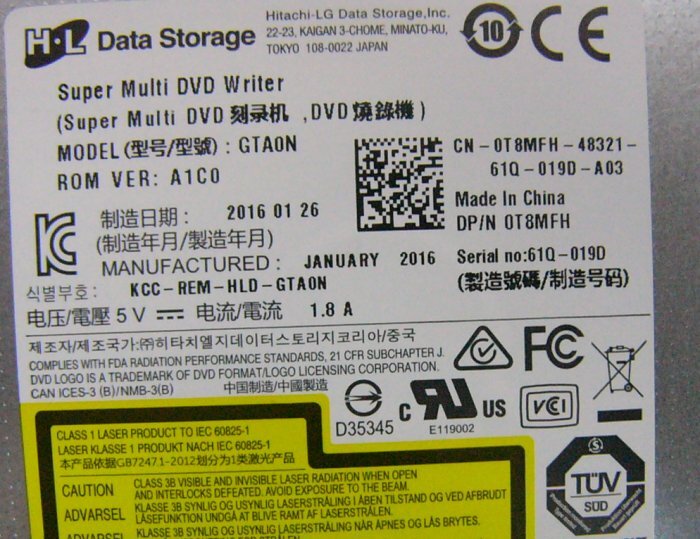 H·L Data Storage
Hitachi-LG Data Storage,Inc.
22-23, KAIGAN 3-CHOME, MINATO-KU,
TOKYO 108-0022 JAPAN
10
CE
Super Multi DVD Writer
(Super Multi DVD 刻录机 ,DVD 燒錄機 )
MODEL (型号/型號) : GTA0N
ROM VER: A1C0
CN - 0T8MFH - 48321 -
61Q - 019D - A03
Made In China
DP/N 0T8MFH
制造日期 : 2016 01 26
(制造年月/製造年月)
MANUFACTURED : JANUARY 2016
Serial no:61Q-019D
(製造號碼/制造号码)
식별부호: KCC-REM-HLD-GTA0N
电压/電壓 5 V 电流/電流 1.8 A
제조자/제조국가:㈜히타치엘지데이터스토리지코리아/중국
COMPLIES WITH FDA RADIATION PERFORMANCE STANDARDS, 21 CFR SUBCHAPTER J.
DVD LOGO IS A TRADEMARK OF DVD FORMAT/LOGO LICENSING CORPORATION.
CAN ICES-3 (B)/NMB-3(B) 中国制造/中國製造
FC
D35345
C RU US
E119002
VCI
CLASS 1 LASER PRODUCT TO IEC 60825-1
LASER KLASSE 1 PRODUKT NACH IEC 60825-1
本产品依据GB7247.1-2012划分为1类激光产品
CAUTION CLASS 3B VISIBLE AND INVISIBLE LASER RADIATION WHEN OPEN
AND INTERLOCKS DEFEATED. AVOID EXPOSURE TO THE BEAM.
ADVARSEL KLASSE 3B SYNLIG OG USYNLIG LASERSTRÅLING I ÅBEN TILSTAND OG VED AFBRUDT
LÅSEFUNKTION UNDGÅ AT BLIVE RAMT AF LASERSTRÅLEN.
ADVARSEL KLASSE 3B SYNLIG OG USYNLIG LASERSTRÅLING NÅR ÅPNES OG LÅS BRYTES.
TÜV
SÜD